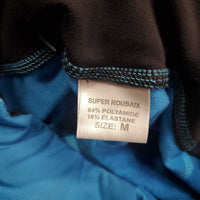 SUPER ROUBAIX
84% POLYAMIDE
16% ELASTANE
SIZE: M